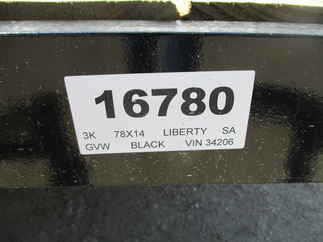 16780
3K 78X14 LIBERTY SA
GVW BLACK VIN 34206